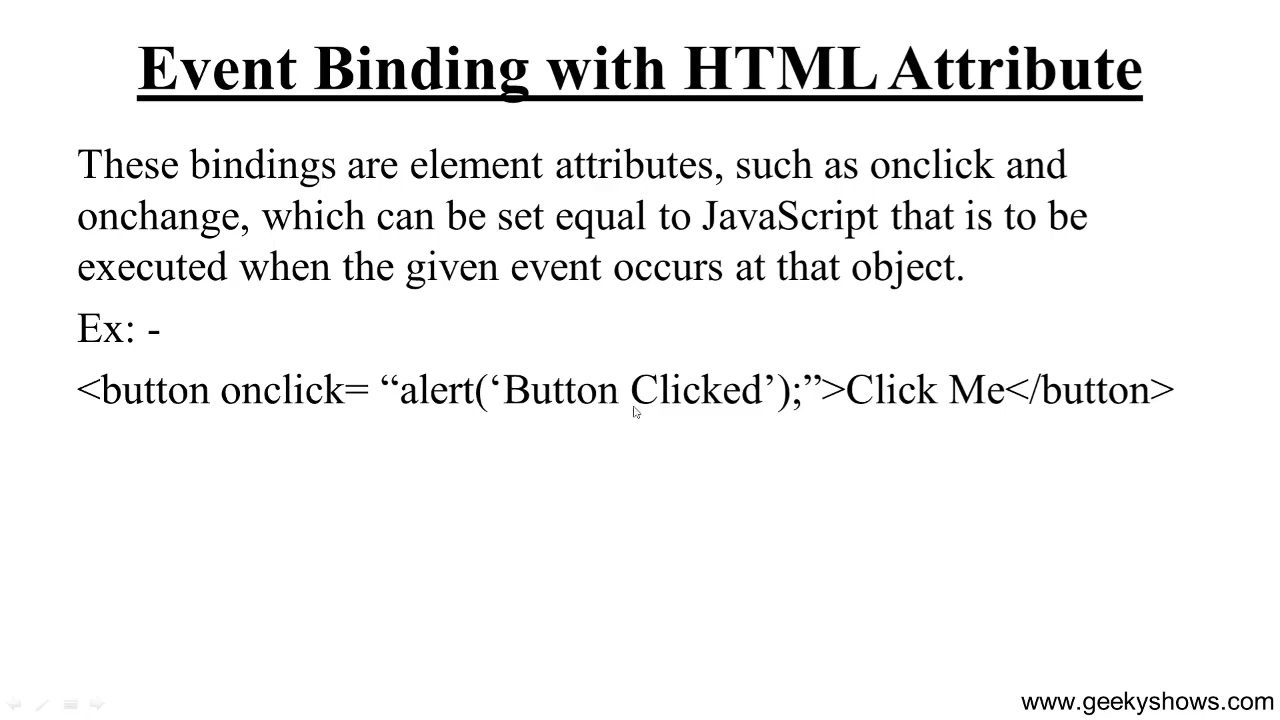 Event Binding with HTML Attribute
These bindings are element attributes, such as onclick and
onchange, which can be set equal to JavaScript that is to be
executed when the given event occurs at that object.
Ex: -
<button onclick= “alert(‘Button Clicked’);”>Click Me</button>
www.geekyshows.com